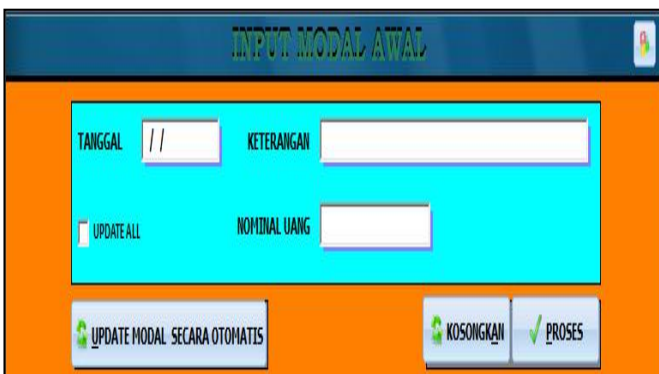 INPUT MODAL AWAL
TANGGAL / / KETERANGAN
UPDATE ALL NOMINAL UANG
UPDATE MODAL SECARA OTOMATIS KOSONGKAN PROSES